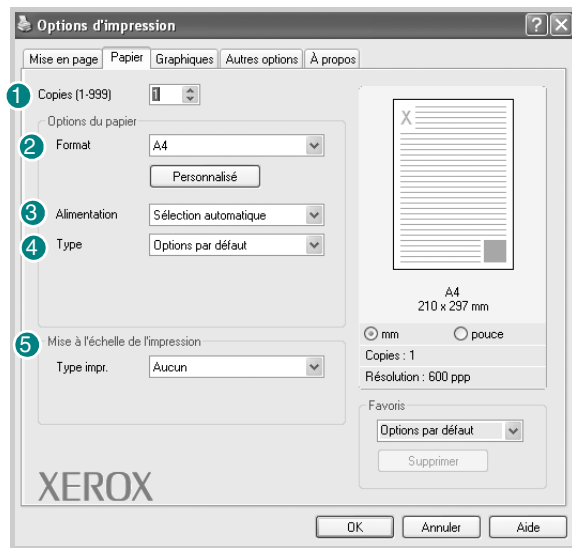 Options d'impression
Mise en page Papier Graphiques Autres options À propos
1 Copies (1-999) 1
Options du papier
2 Format A4
Personnalisé
3 Alimentation Sélection automatique
4 Type Options par défaut
X
A4
210 x 297 mm
mm pouce
Copies : 1
Résolution : 600 ppp
5 Mise à l'échelle de l'impression
Type impr. Aucun
Favoris
Options par défaut
Supprimer
XEROX
OK Annuler Aide